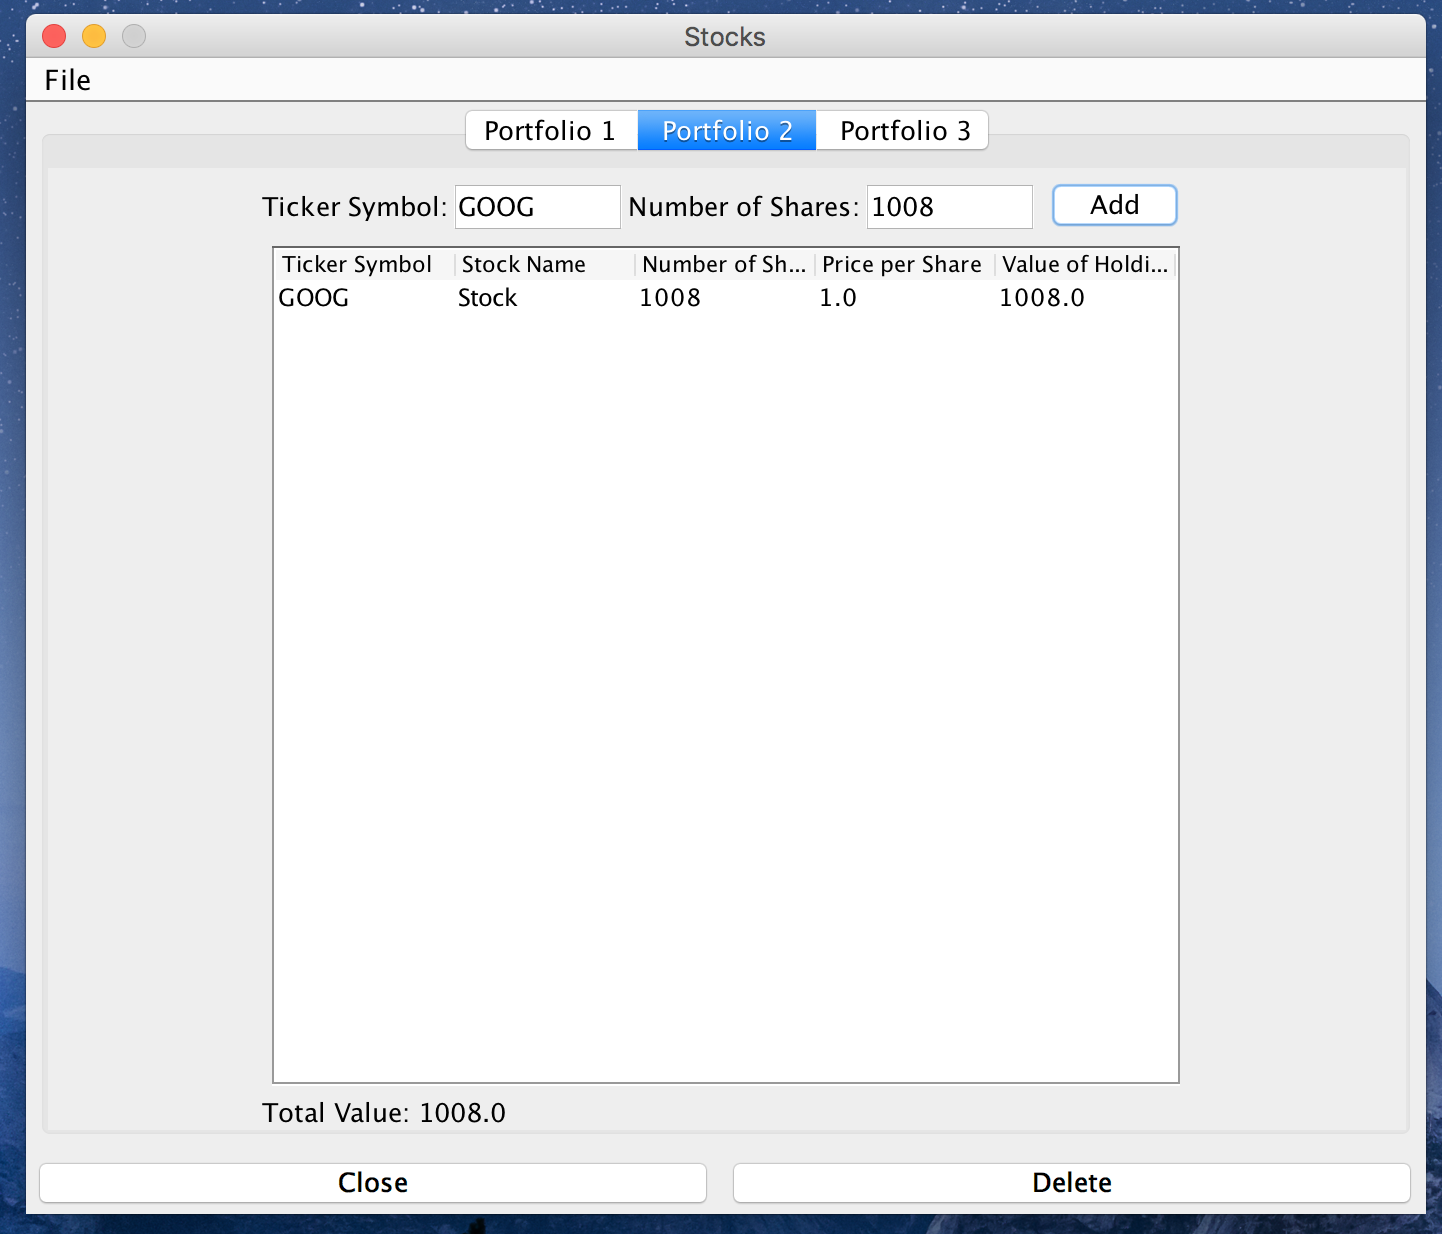 Stocks
File
Portfolio 1 Portfolio 2 Portfolio 3
Ticker Symbol: GOOG Number of Shares: 1008 Add
Ticker Symbol Stock Name Number of Sh... Price per Share Value of Holdi...
GOOG Stock 1008 1.0 1008.0
Total Value: 1008.0
Close Delete